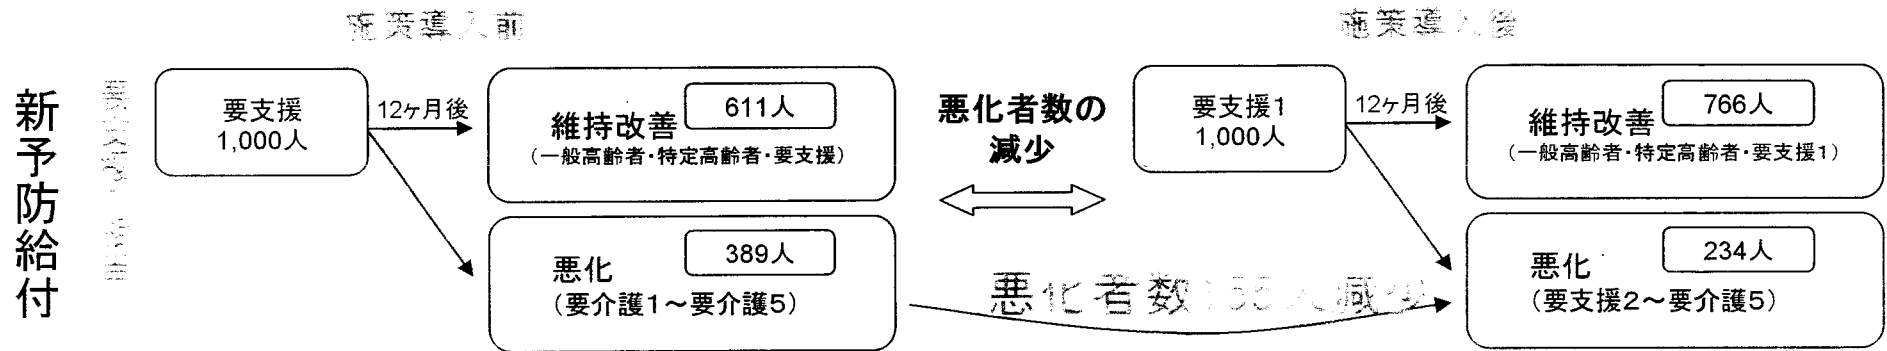 施策導入前
施策導入後
新予防給付
要支援
1,000人
12ヶ月後
維持改善
611人
(一般高齢者・特定高齢者・要支援)
悪化
389人
(要介護1～要介護5)
悪化者数の
減少
悪化者数155人減少
要支援1
1,000人
12ヶ月後
維持改善
766人
(一般高齢者・特定高齢者・要支援1)
悪化
234人
(要支援2～要介護5)